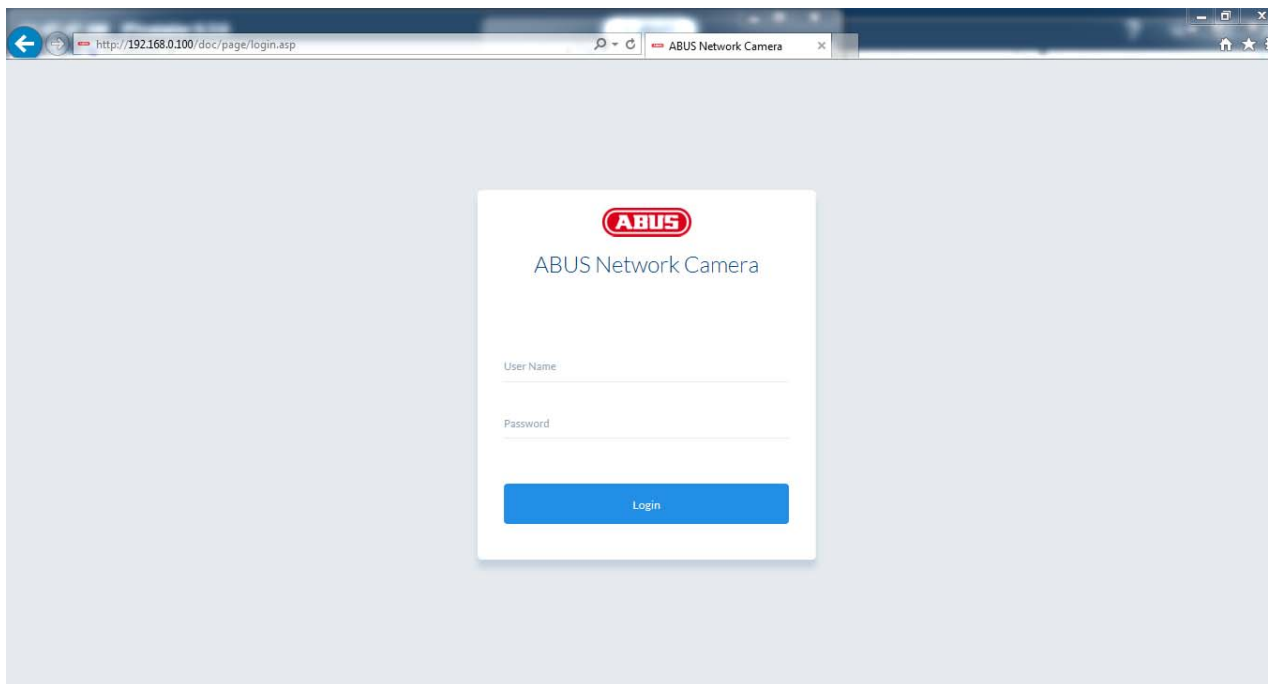 http://192.168.0.100/doc/page/login.asp
ABUS Network Camera
ABUS
ABUS Network Camera
User Name
Password
Login